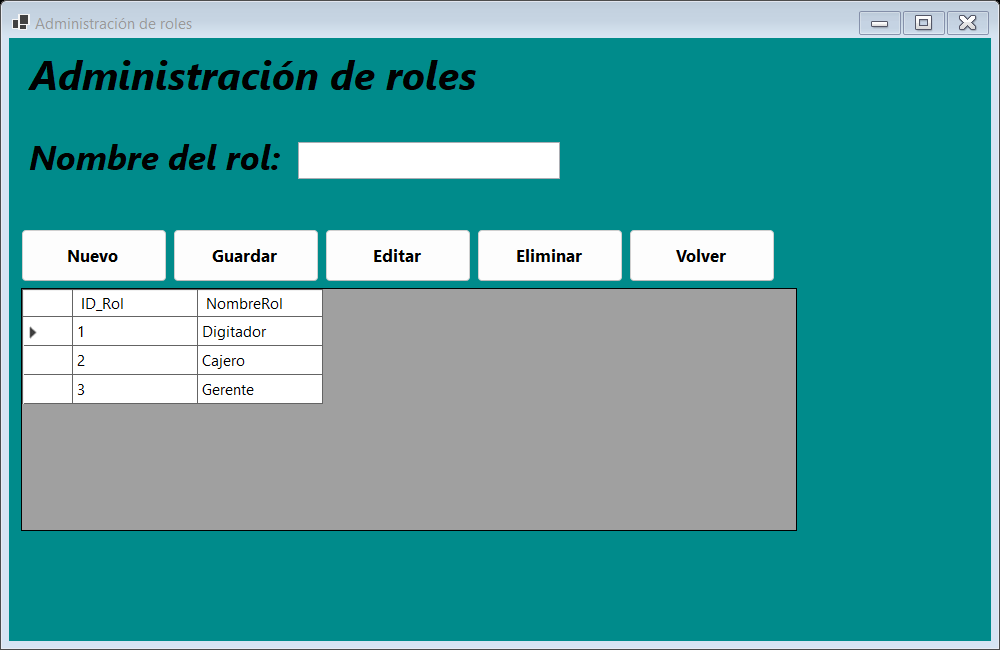 Administración de roles
Administración de roles
Nombre del rol:
Nuevo Guardar Editar Eliminar Volver
ID_Rol NombreRol
1 Digitador
2 Cajero
3 Gerente